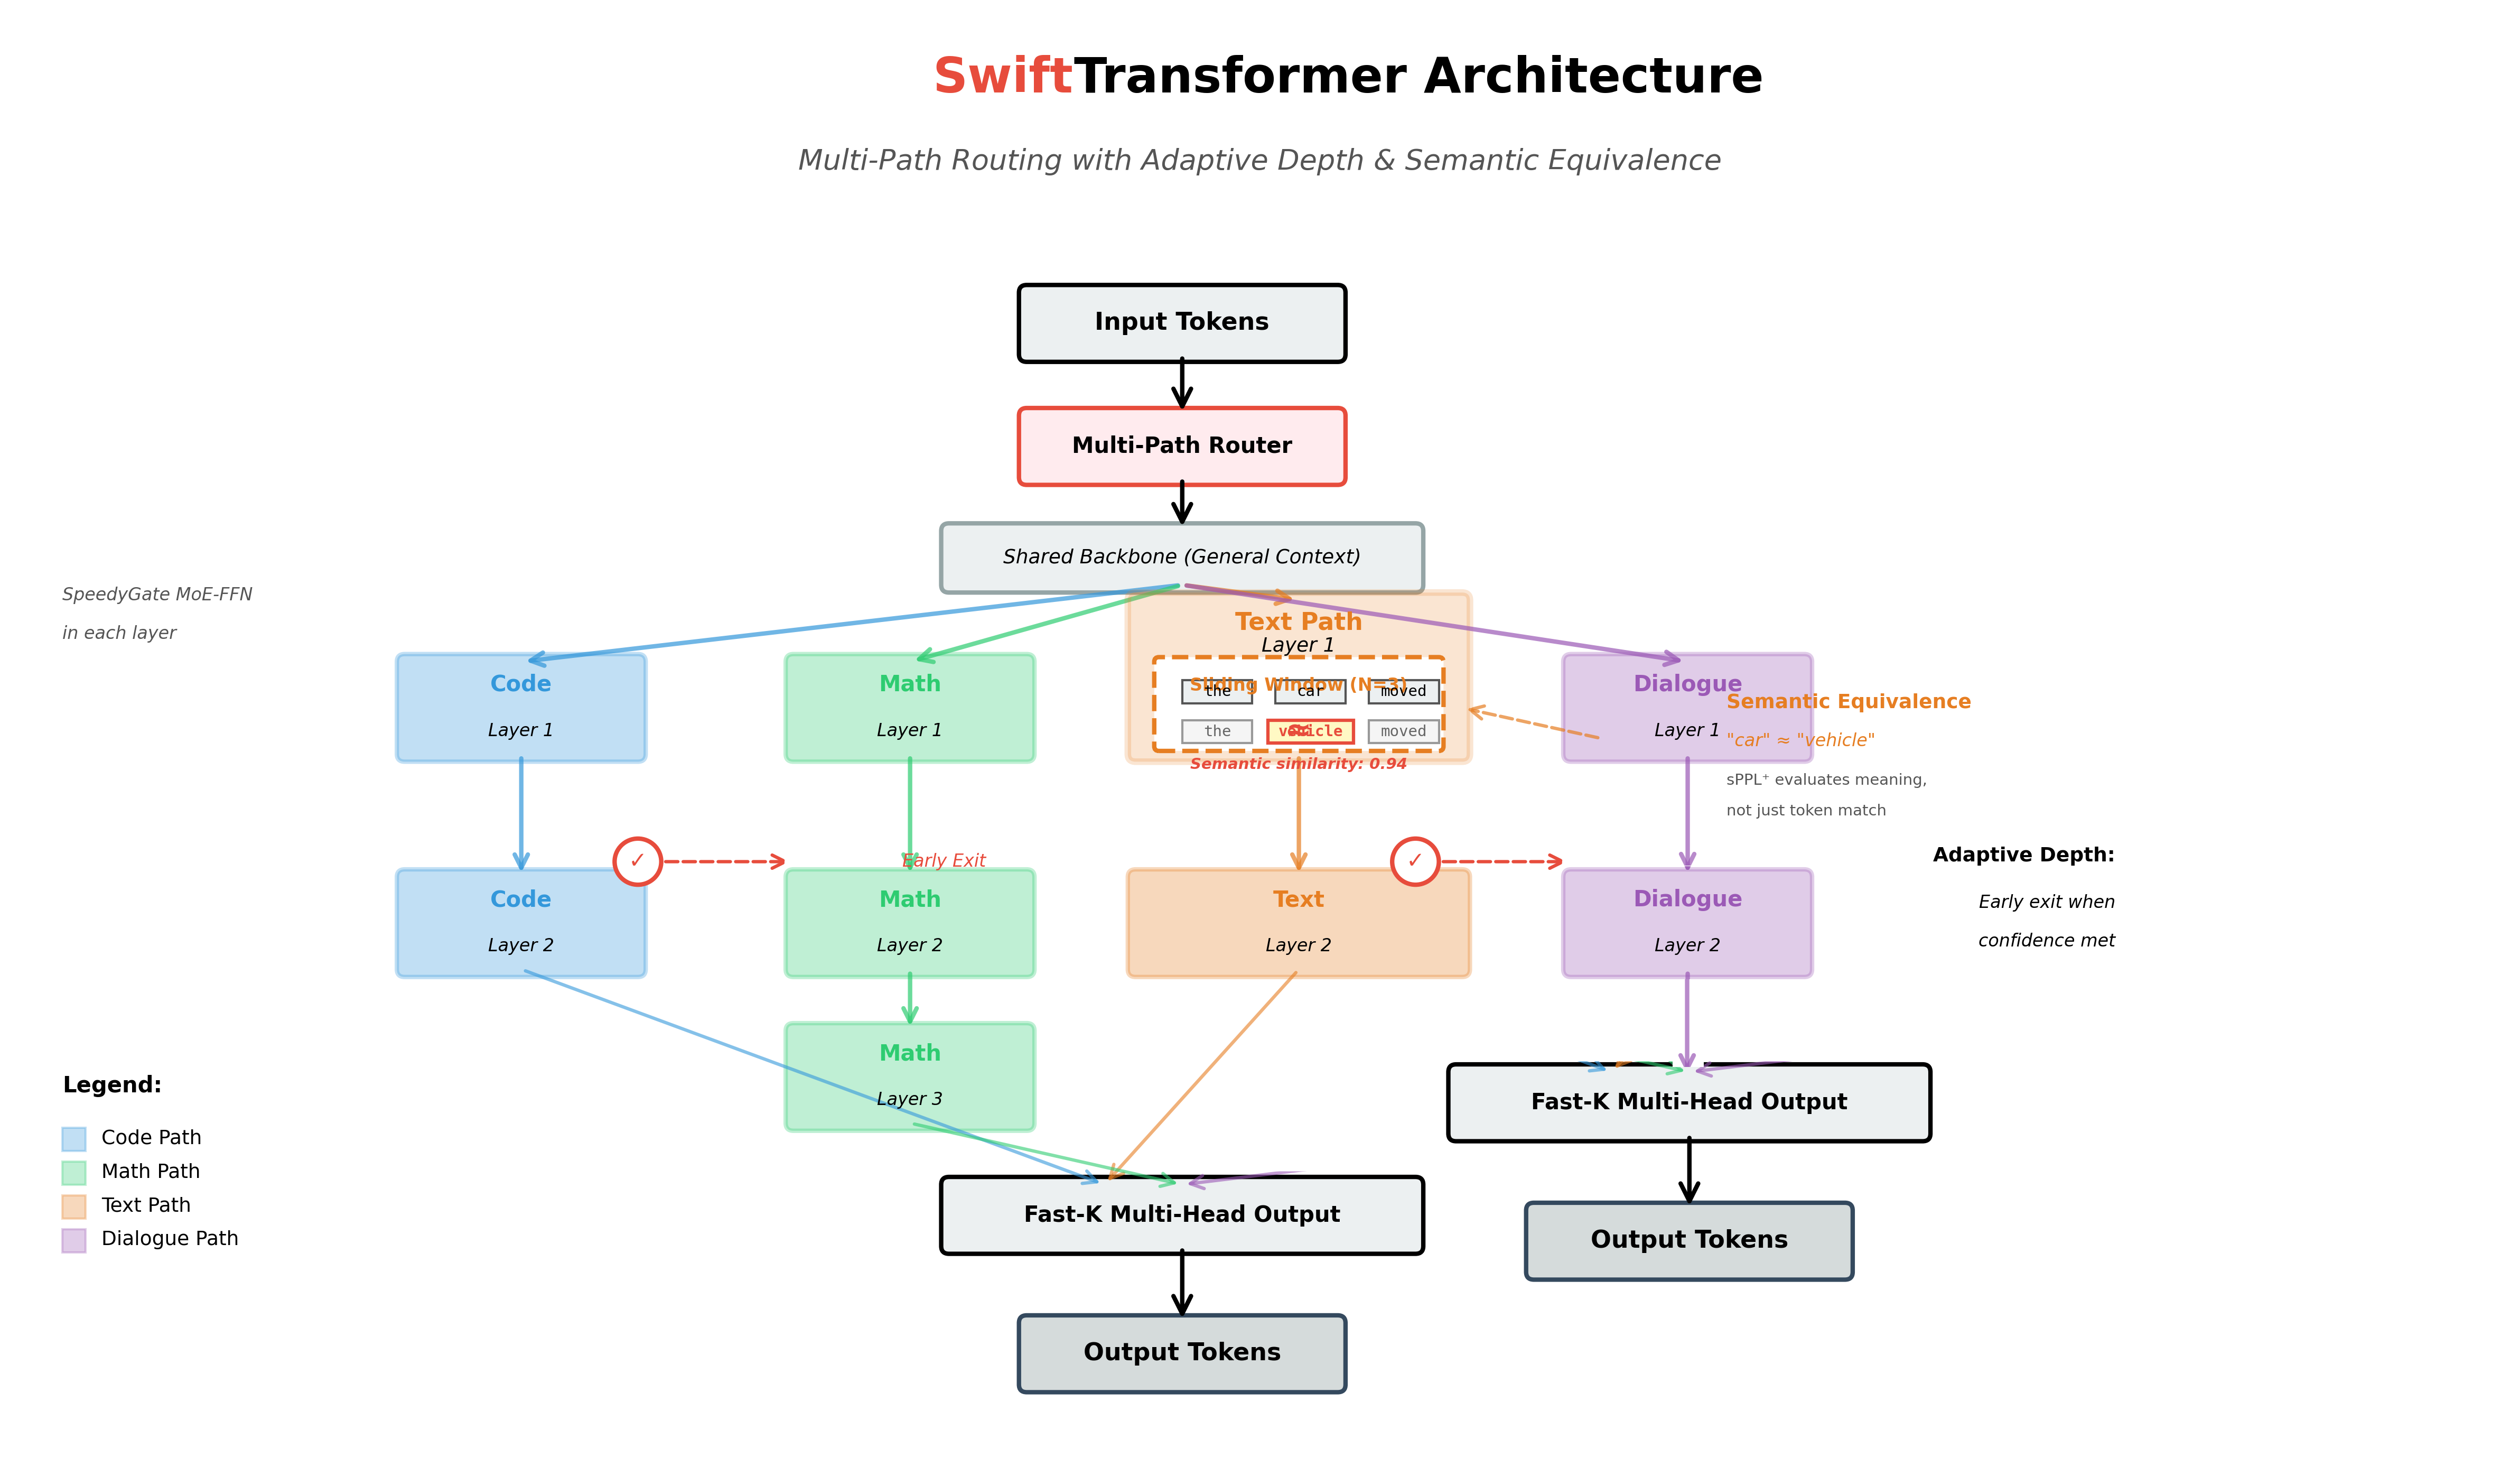 SwiftTransformer Architecture
Multi-Path Routing with Adaptive Depth & Semantic Equivalence
Input Tokens
Multi-Path Router
Shared Backbone (General Context)
SpeedyGate MoE-FFN
in each layer
Text Path
Layer 1
Code
Layer 1
Math
Layer 1
Sliding Window (N=3)
the car moved
the vehicle moved
≈
Semantic similarity: 0.94
Dialogue
Layer 1
Semantic Equivalence
"car" ≈ "vehicle"
sPPL⁺ evaluates meaning,
not just token match
✓
Early Exit
✓
Adaptive Depth:
Early exit when
confidence met
Code
Layer 2
Math
Layer 2
Text
Layer 2
Dialogue
Layer 2
Math
Layer 3
Fast-K Multi-Head Output
Output Tokens
Fast-K Multi-Head Output
Output Tokens
Legend:
Code Path
Math Path
Text Path
Dialogue Path